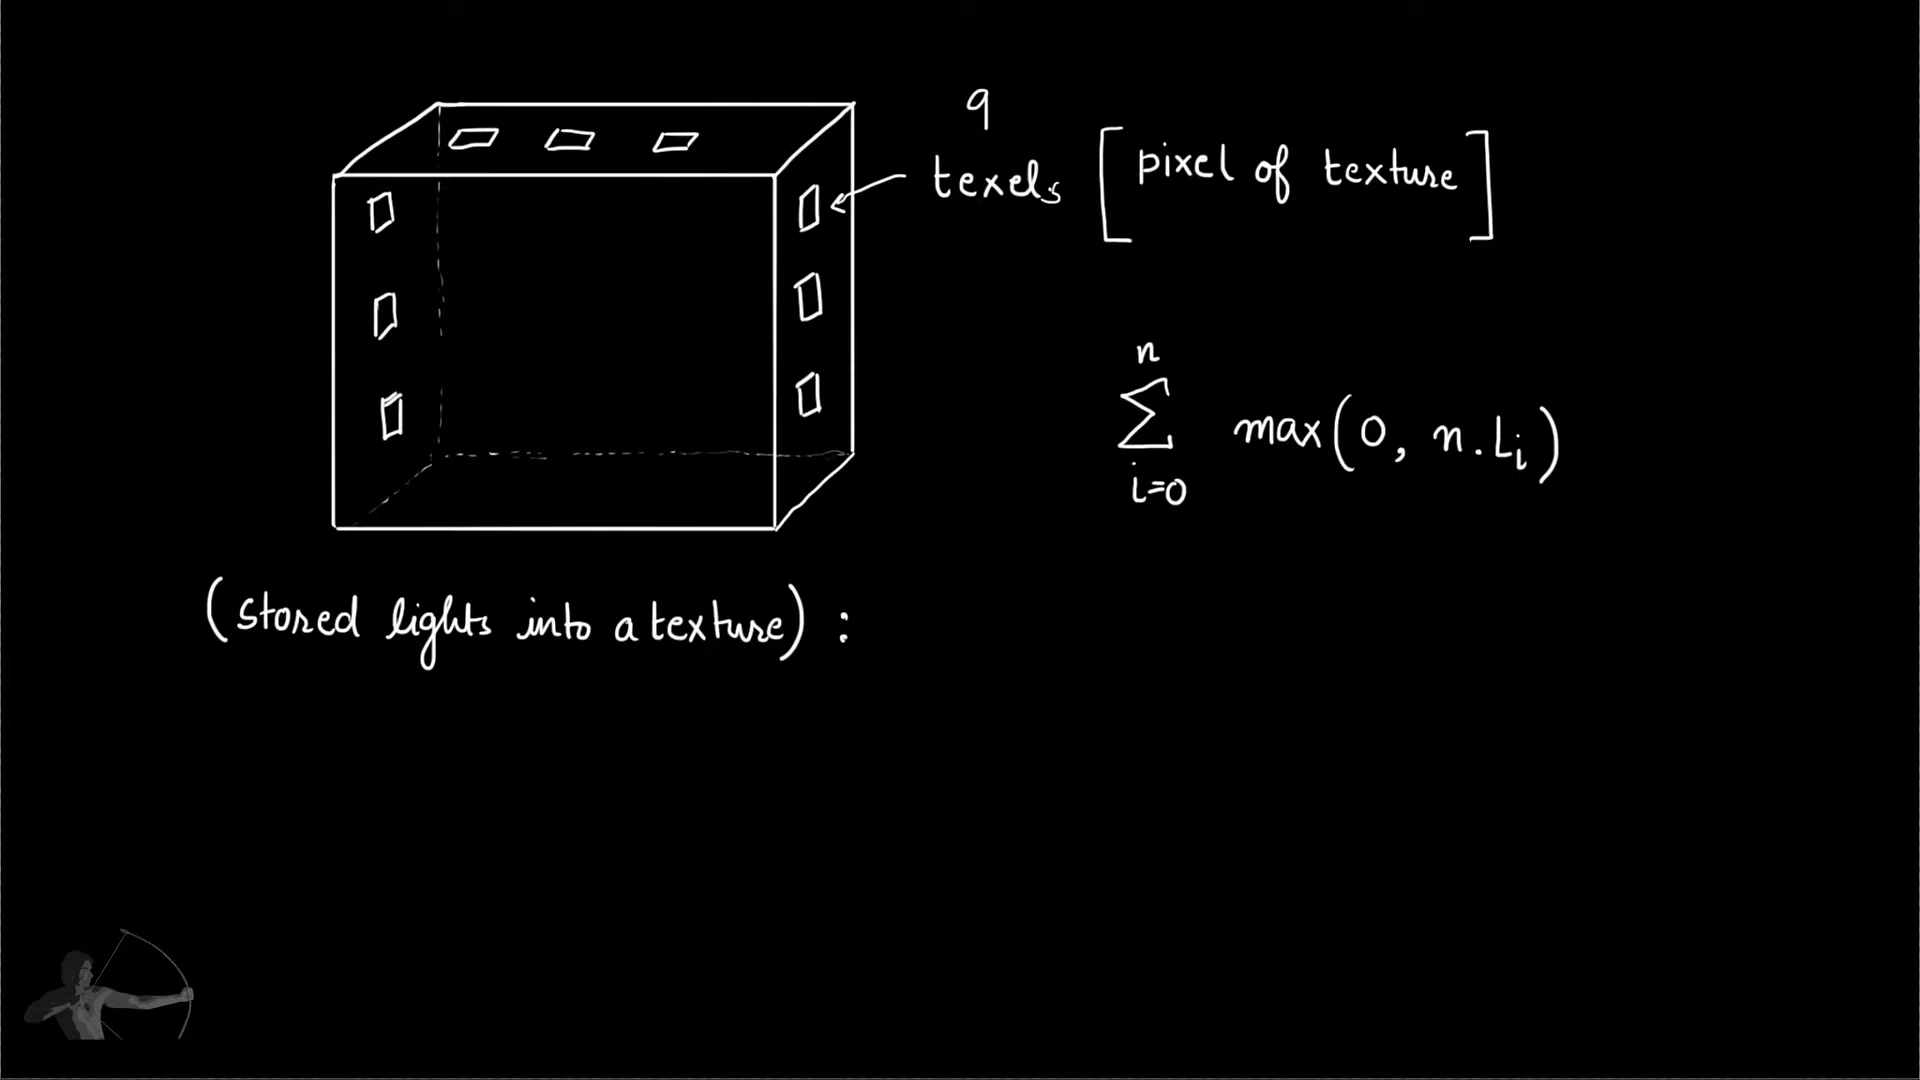 9
texels [pixel of texture]
n
∑ max(0, n.Li)
i=0
(stored lights into a texture) :